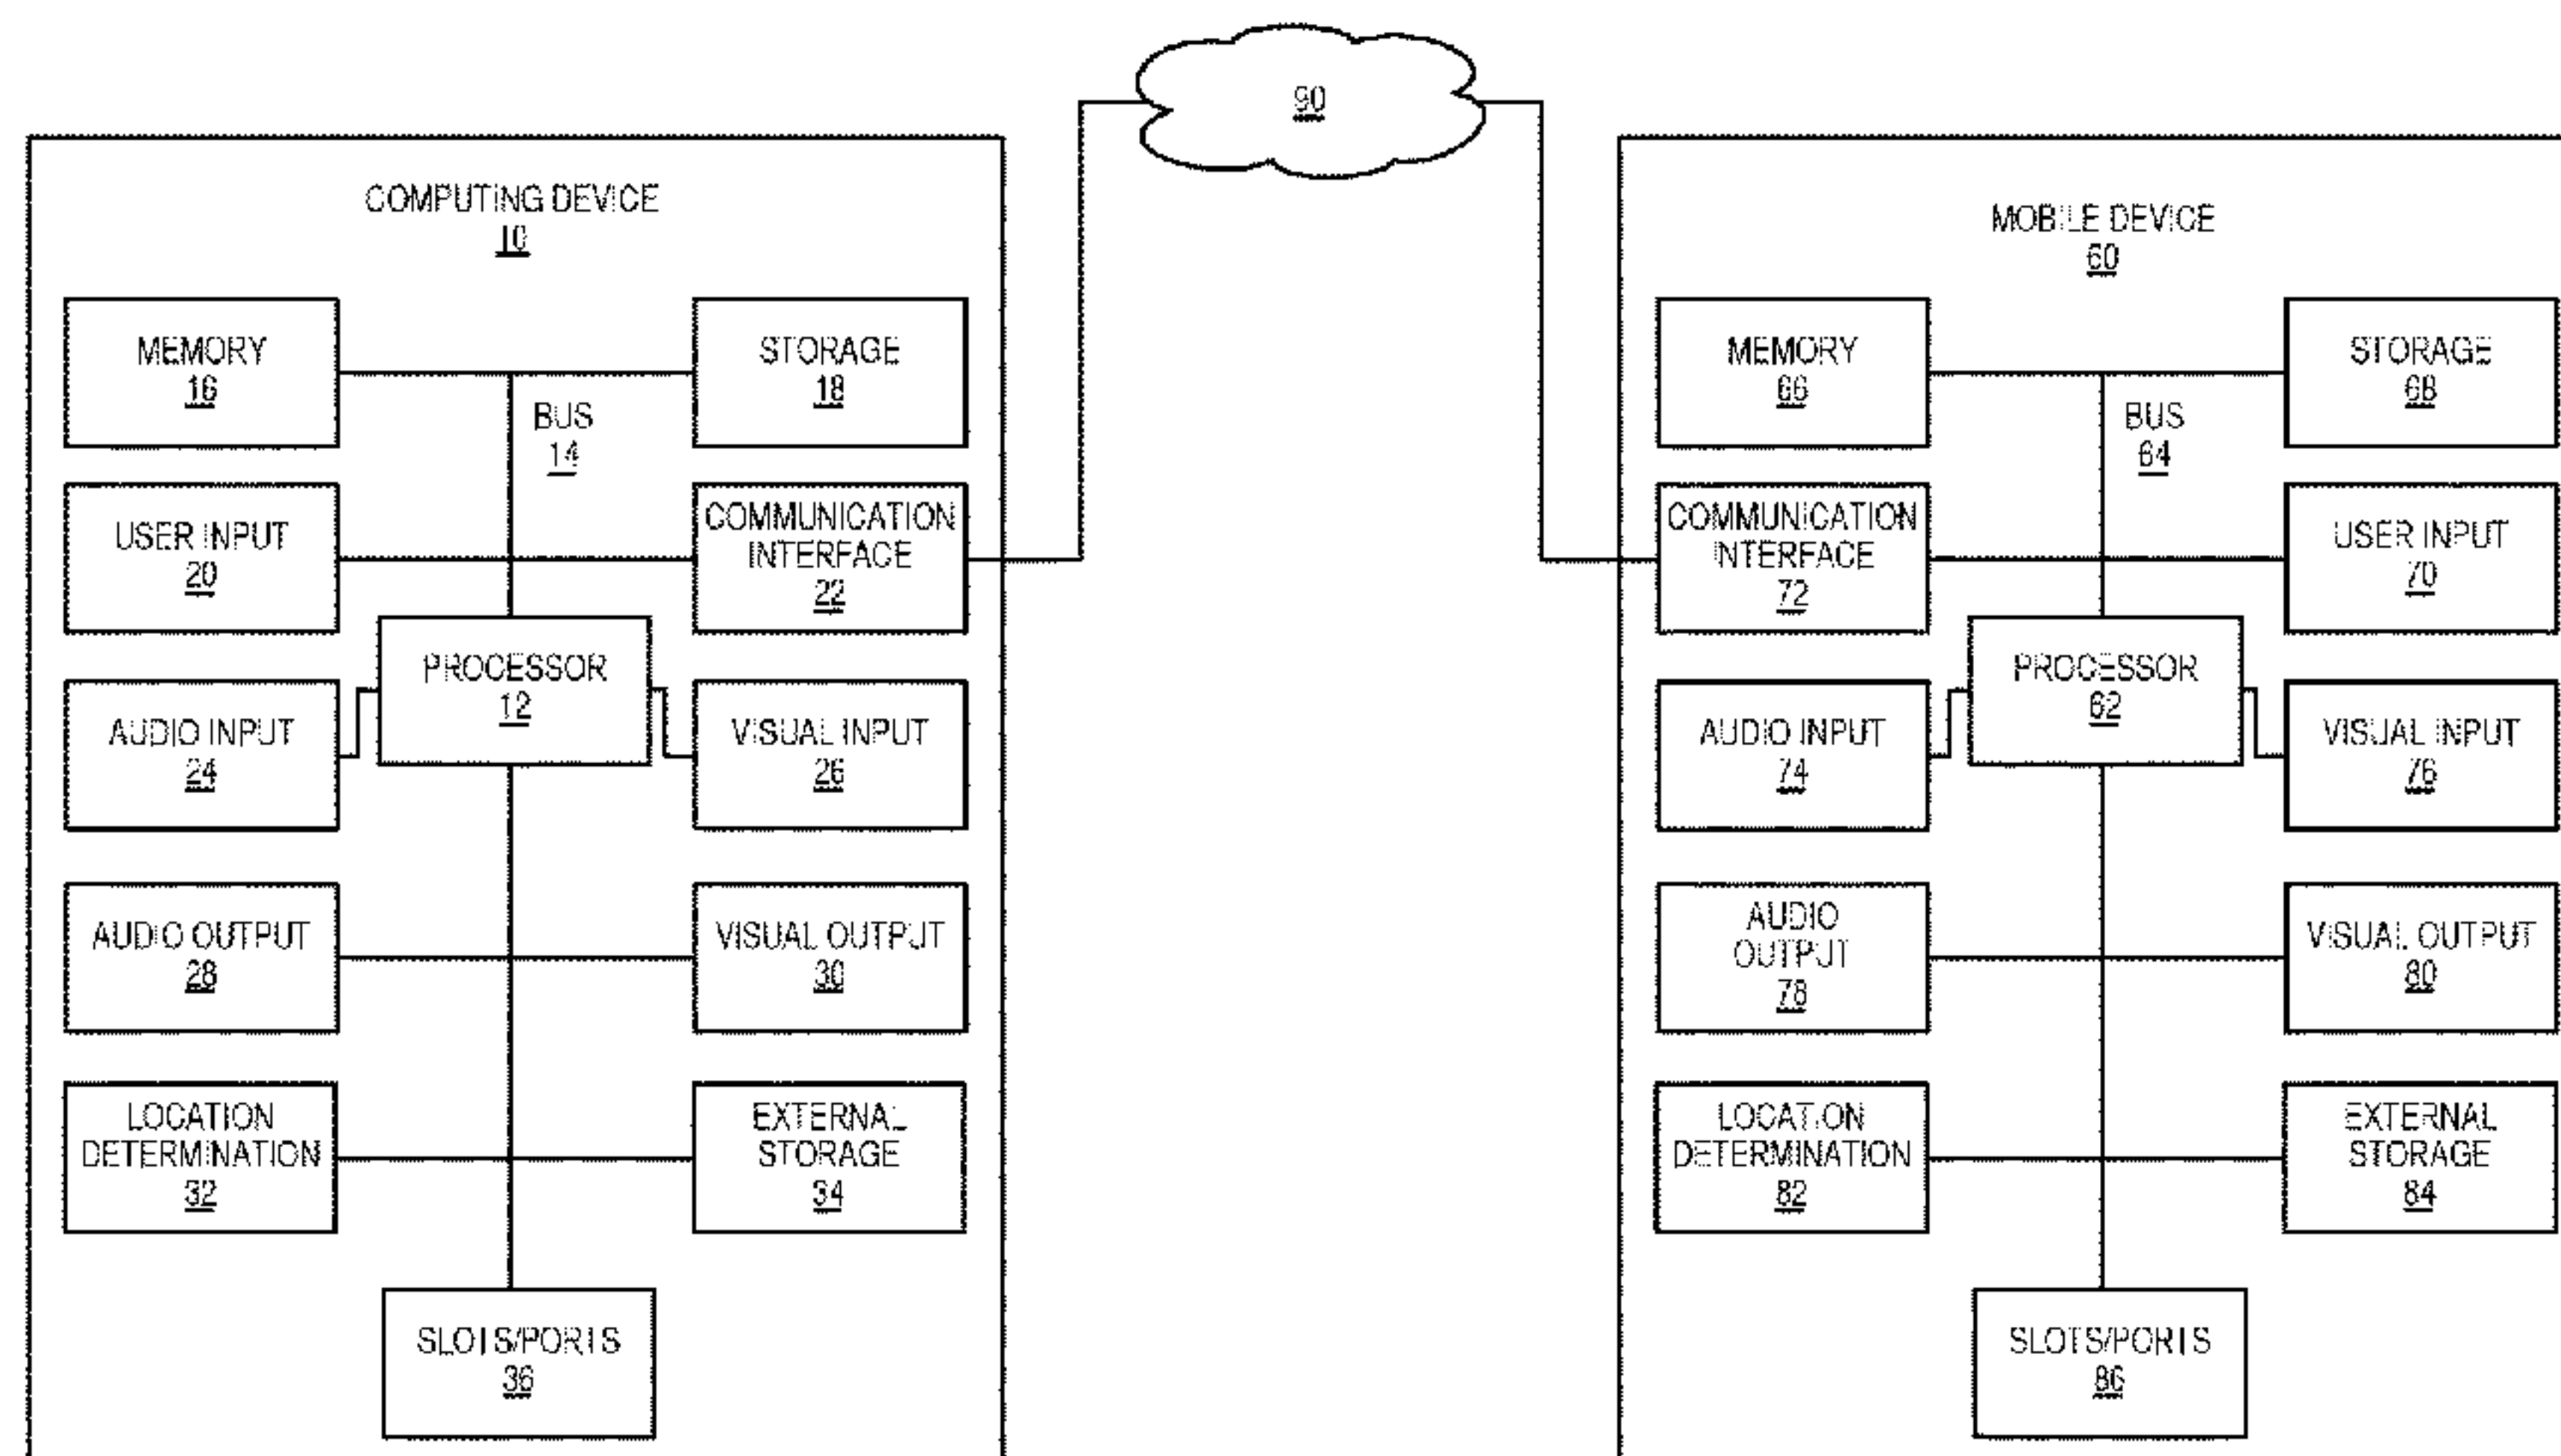 90
COMPUTING DEVICE
10
MEMORY
16
STORAGE
18
BUS
14
USER INPUT
20
COMMUNICATION
INTERFACE
22
PROCESSOR
12
AUDIO INPUT
24
VISUAL INPUT
26
AUDIO OUTPUT
28
VISUAL OUTPUT
30
LOCATION
DETERMINATION
32
EXTERNAL
STORAGE
34
SLOTS/PORTS
36
MOBILE DEVICE
60
MEMORY
66
STORAGE
68
BUS
64
COMMUNICATION
INTERFACE
72
USER INPUT
70
PROCESSOR
62
AUDIO INPUT
74
VISUAL INPUT
76
AUDIO
OUTPUT
78
VISUAL OUTPUT
80
LOCATION
DETERMINATION
82
EXTERNAL
STORAGE
84
SLOTS/PORTS
86